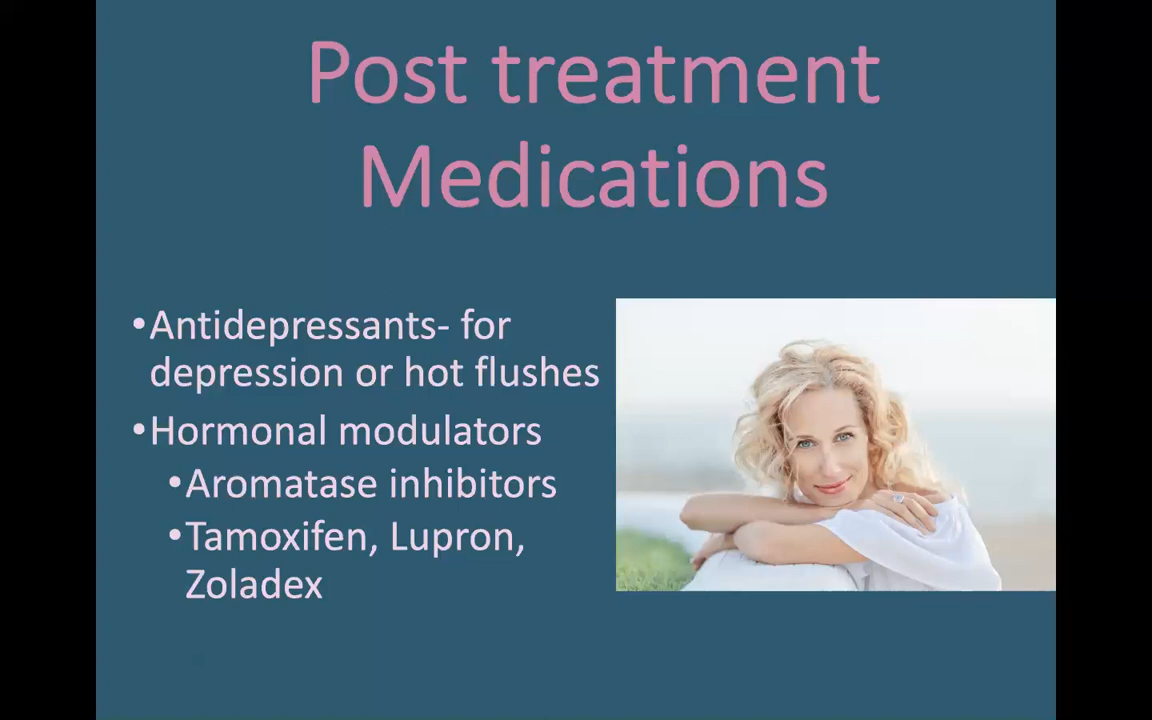 Post treatment
Medications
•Antidepressants- for
depression or hot flushes
•Hormonal modulators
•Aromatase inhibitors
•Tamoxifen, Lupron,
Zoladex